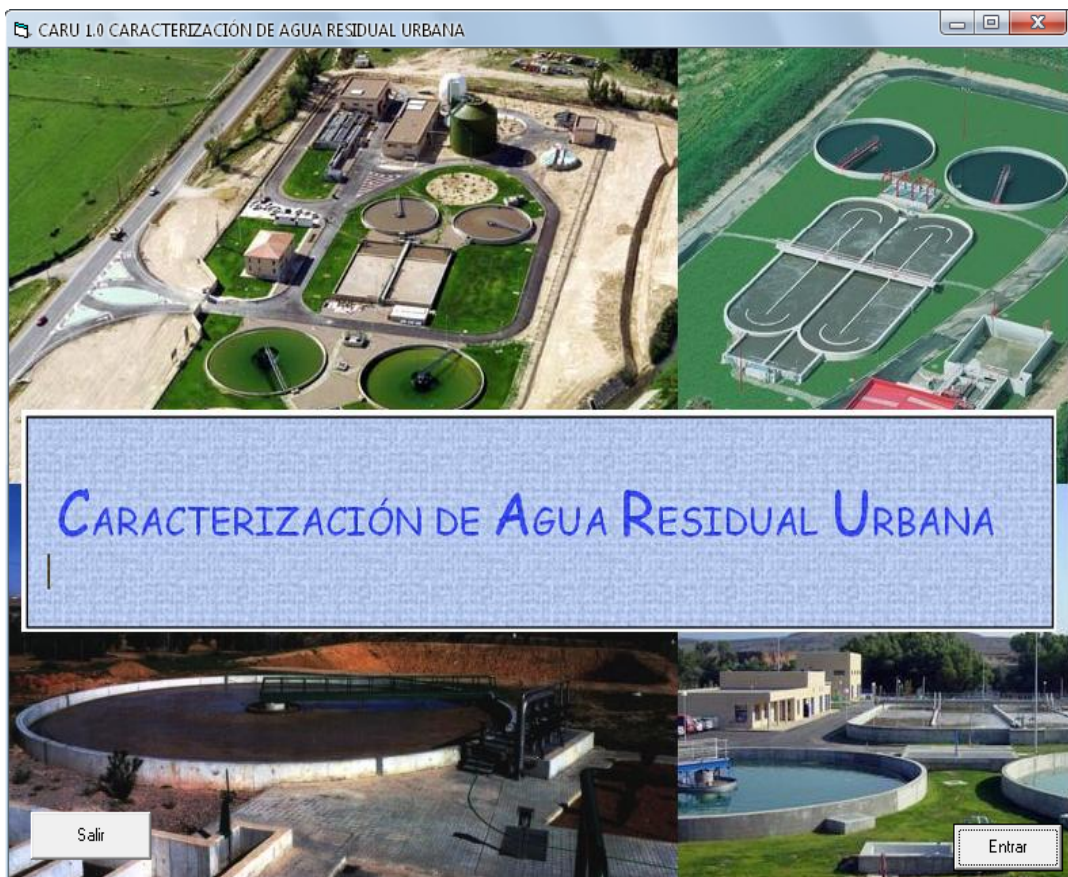 CARU 1.0 CARACTERIZACIÓN DE AGUA RESIDUAL URBANA
CARACTERIZACIÓN DE AGUA RESIDUAL URBANA
Salir
Entrar